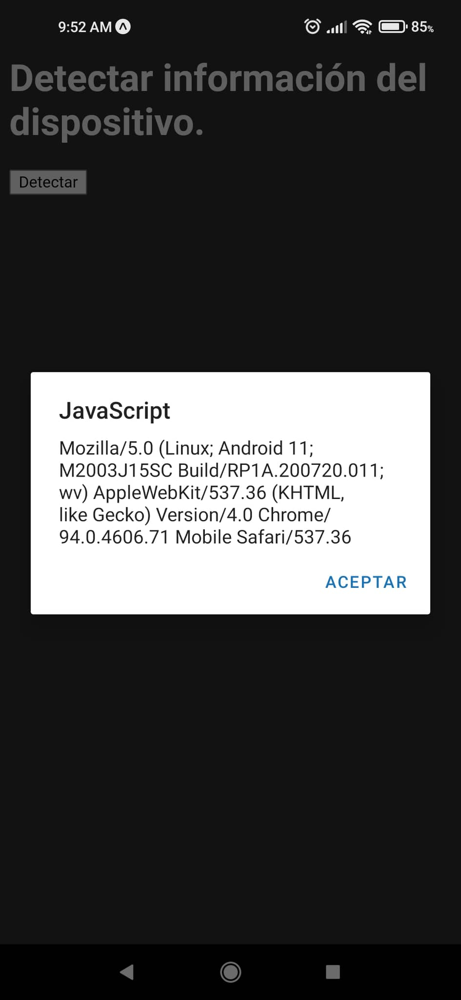 9:52 AM
85%
Detectar información del
dispositivo.
Detectar
JavaScript
Mozilla/5.0 (Linux; Android 11;
M2003J15SC Build/RP1A.200720.011;
wv) AppleWebKit/537.36 (KHTML,
like Gecko) Version/4.0 Chrome/
94.0.4606.71 Mobile Safari/537.36
ACEPTAR